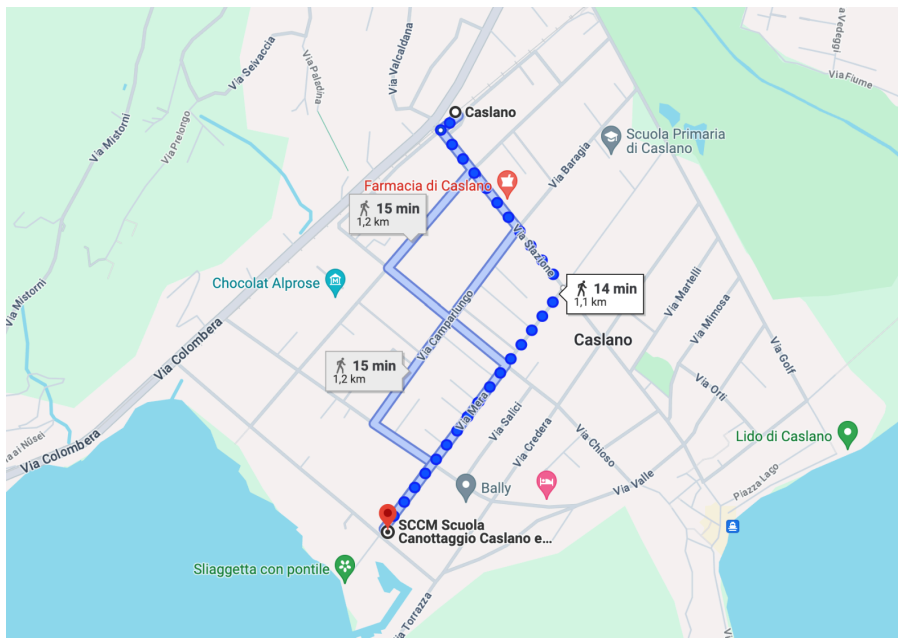 Via Vedeggi
Via Fiume
Via Selvaccia
Via Paladina
Via Valcaldana
Via Mistorni
Via Prelongo
Caslano
Scuola Primaria
di Caslano
Via Baragia
Farmacia di Caslano
15 min
1,2 km
Via Stazione
Chocolat Alprose
14 min
1,1 km
Via Mistorni
Via Martelli
Via Campanlungo
Caslano
Via Mimosa
Via Colombera
Via Golf
15 min
1,2 km
Via Orti
Via Mera
Via Salici
Via Credera
Via Chioso
Lido di Caslano
Via Colombera
Via Valle
Piazza Lago
Bally
SCCM Scuola
Canottaggio Caslano e...
Sliaggetta con pontile
Via Torrazza